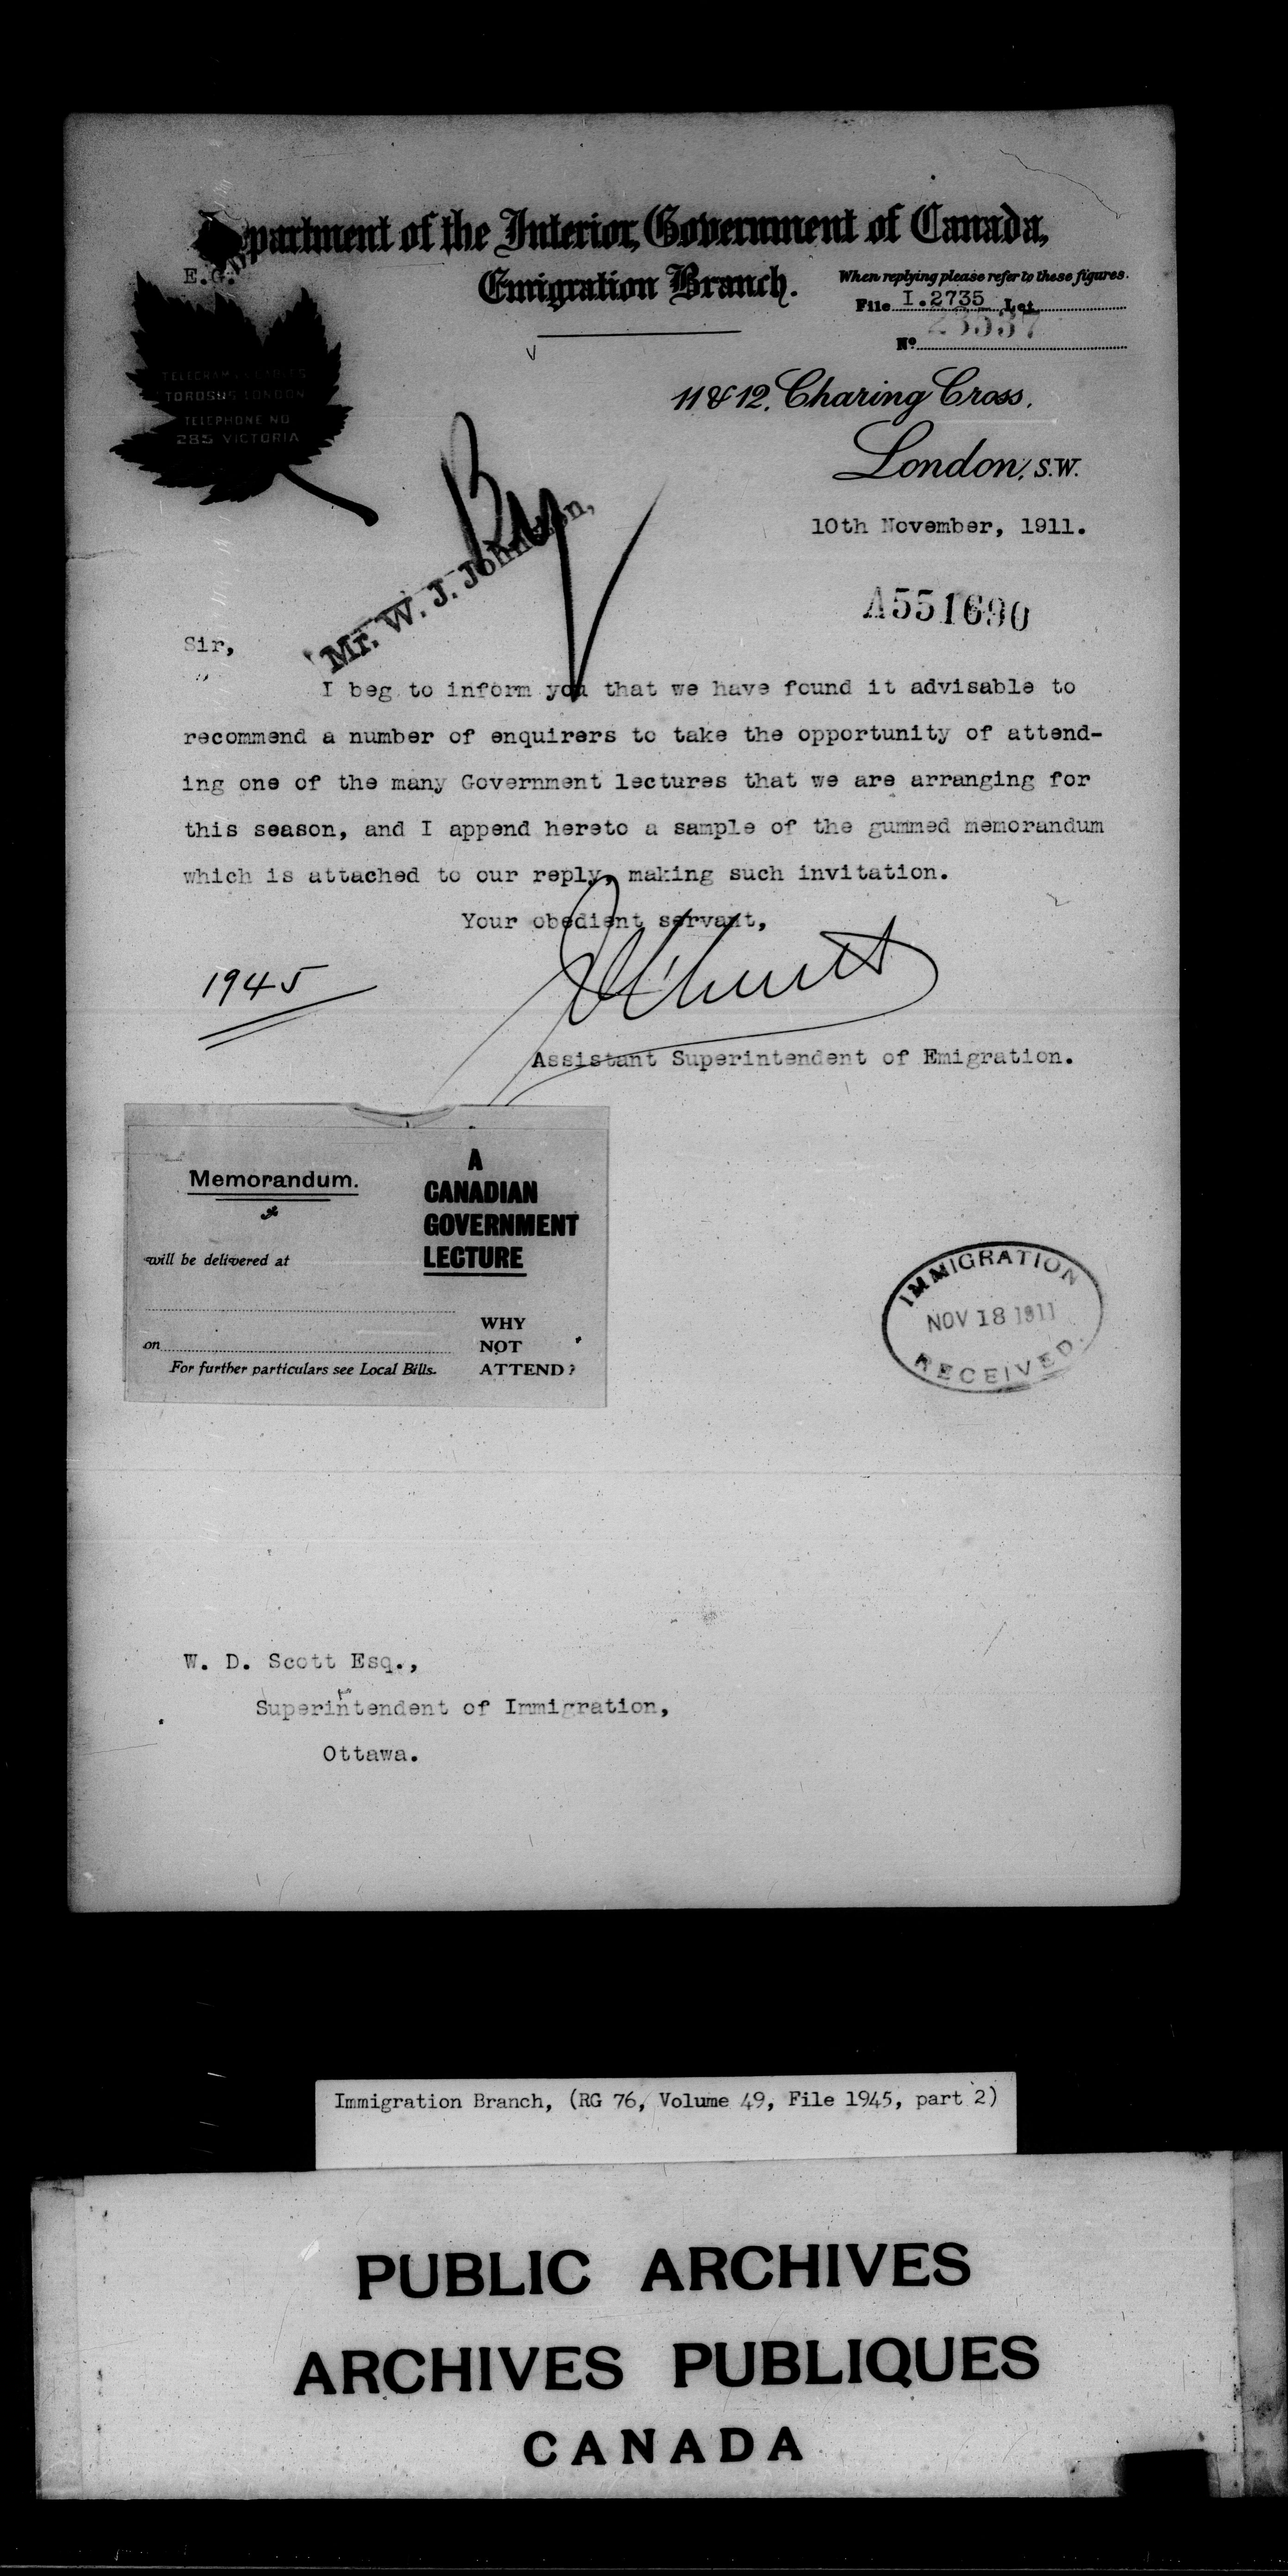 Department of the Interior, Government of Canada,
E.G.
Emigration Branch.
When replying please refer to these figures.
File I.2735 Let
No 23537
TELEGRAMS & CABLES
TOROSUS LONDON
TELEPHONE NO
285 VICTORIA
11 & 12, Charing Cross,
London, S.W.
10th November, 1911.
Mr. W. J. Johnston,
A551690
Sir,
I beg to inform you that we have found it advisable to
recommend a number of enquirers to take the opportunity of attend-
ing one of the many Government lectures that we are arranging for
this season, and I append hereto a sample of the gummed memorandum
which is attached to our reply, making such invitation.
Your obedient servant,
1945
Assistant Superintendent of Emigration.
Memorandum.
A
CANADIAN
GOVERNMENT
LECTURE
will be delivered at
on
For further particulars see Local Bills.
WHY
NOT
ATTEND?
IMMIGRATION
NOV 18 1911
RECEIVED.
W. D. Scott Esq.,
Superintendent of Immigration,
Ottawa.
Immigration Branch, (RG 76, Volume 49, File 1945, part 2)
PUBLIC ARCHIVES
ARCHIVES PUBLIQUES
CANADA